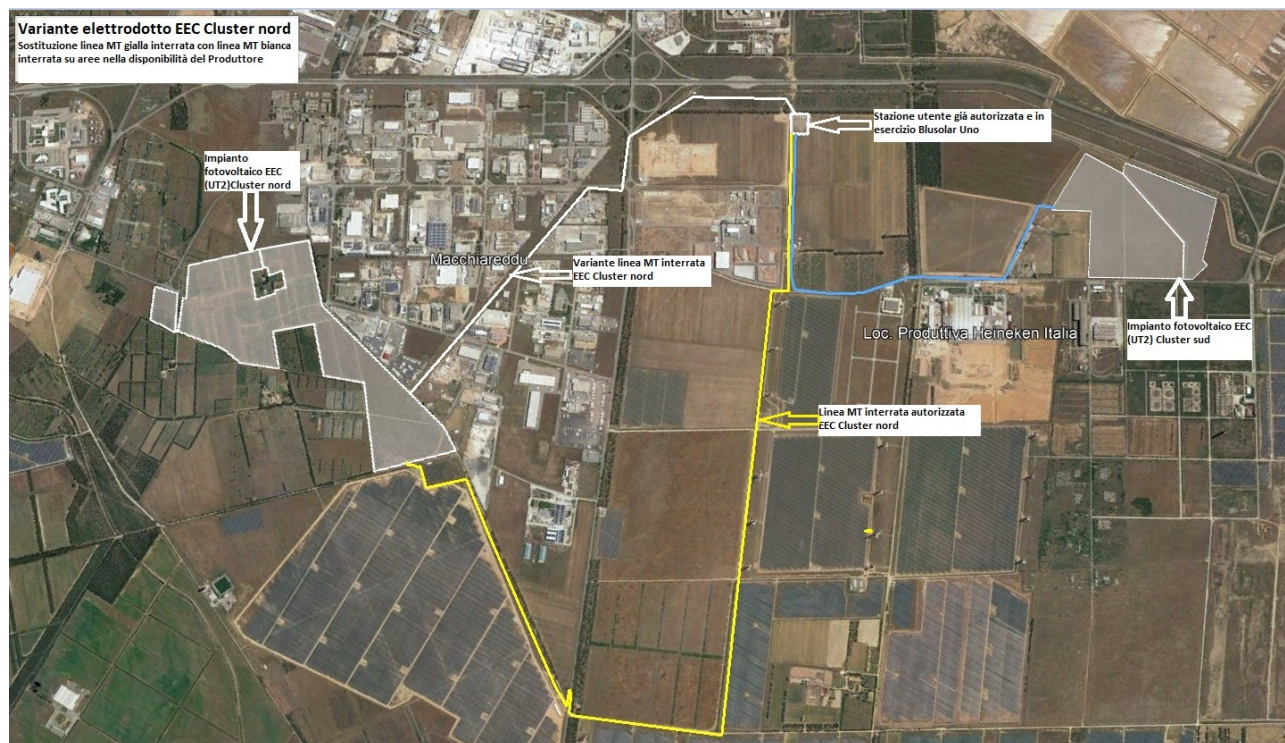 Variante elettrodotto EEC Cluster nord
Sostituzione linea MT gialla interrata con linea MT bianca
interrata su aree nella disponibilità del Produttore
Stazione utente già autorizzata e in
esercizio Blusolar Uno
Impianto
fotovoltaico EEC
(UT2)Cluster nord
Macchiareddu
Variante linea MT interrata
EEC Cluster nord
Loc. Produttiva Heineken Italia
Impianto fotovoltaico EEC
(UT2) Cluster sud
Linea MT interrata autorizzata
EEC Cluster nord